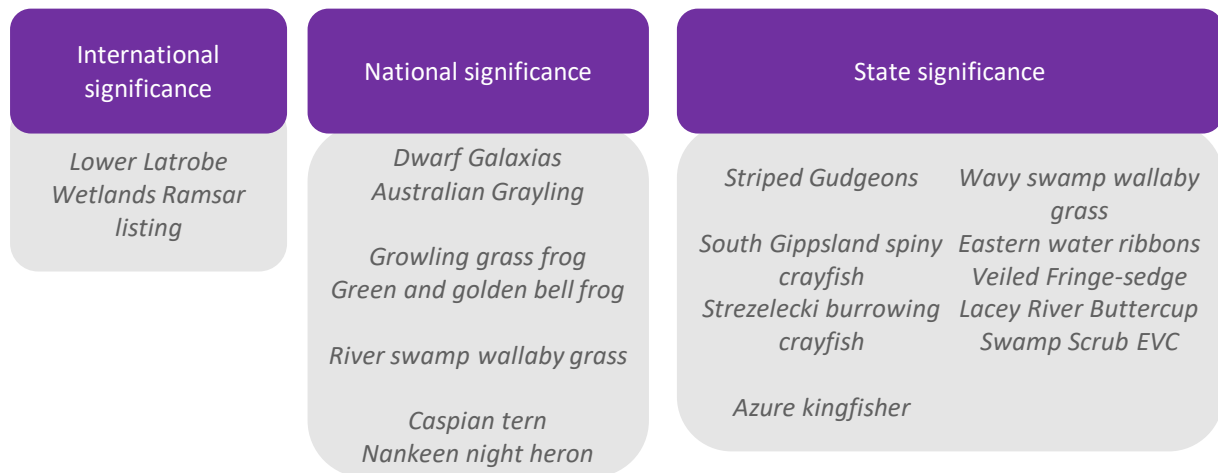 International
significance
Lower Latrobe
Wetlands Ramsar
listing
National significance
Dwarf Galaxias
Australian Grayling
Growling grass frog
Green and golden bell frog
River swamp wallaby grass
Caspian tern
Nankeen night heron
State significance
Striped Gudgeons
South Gippsland spiny
crayfish
Strezelecki burrowing
crayfish
Azure kingfisher
Wavy swamp wallaby
grass
Eastern water ribbons
Veiled Fringe-sedge
Lacey River Buttercup
Swamp Scrub EVC